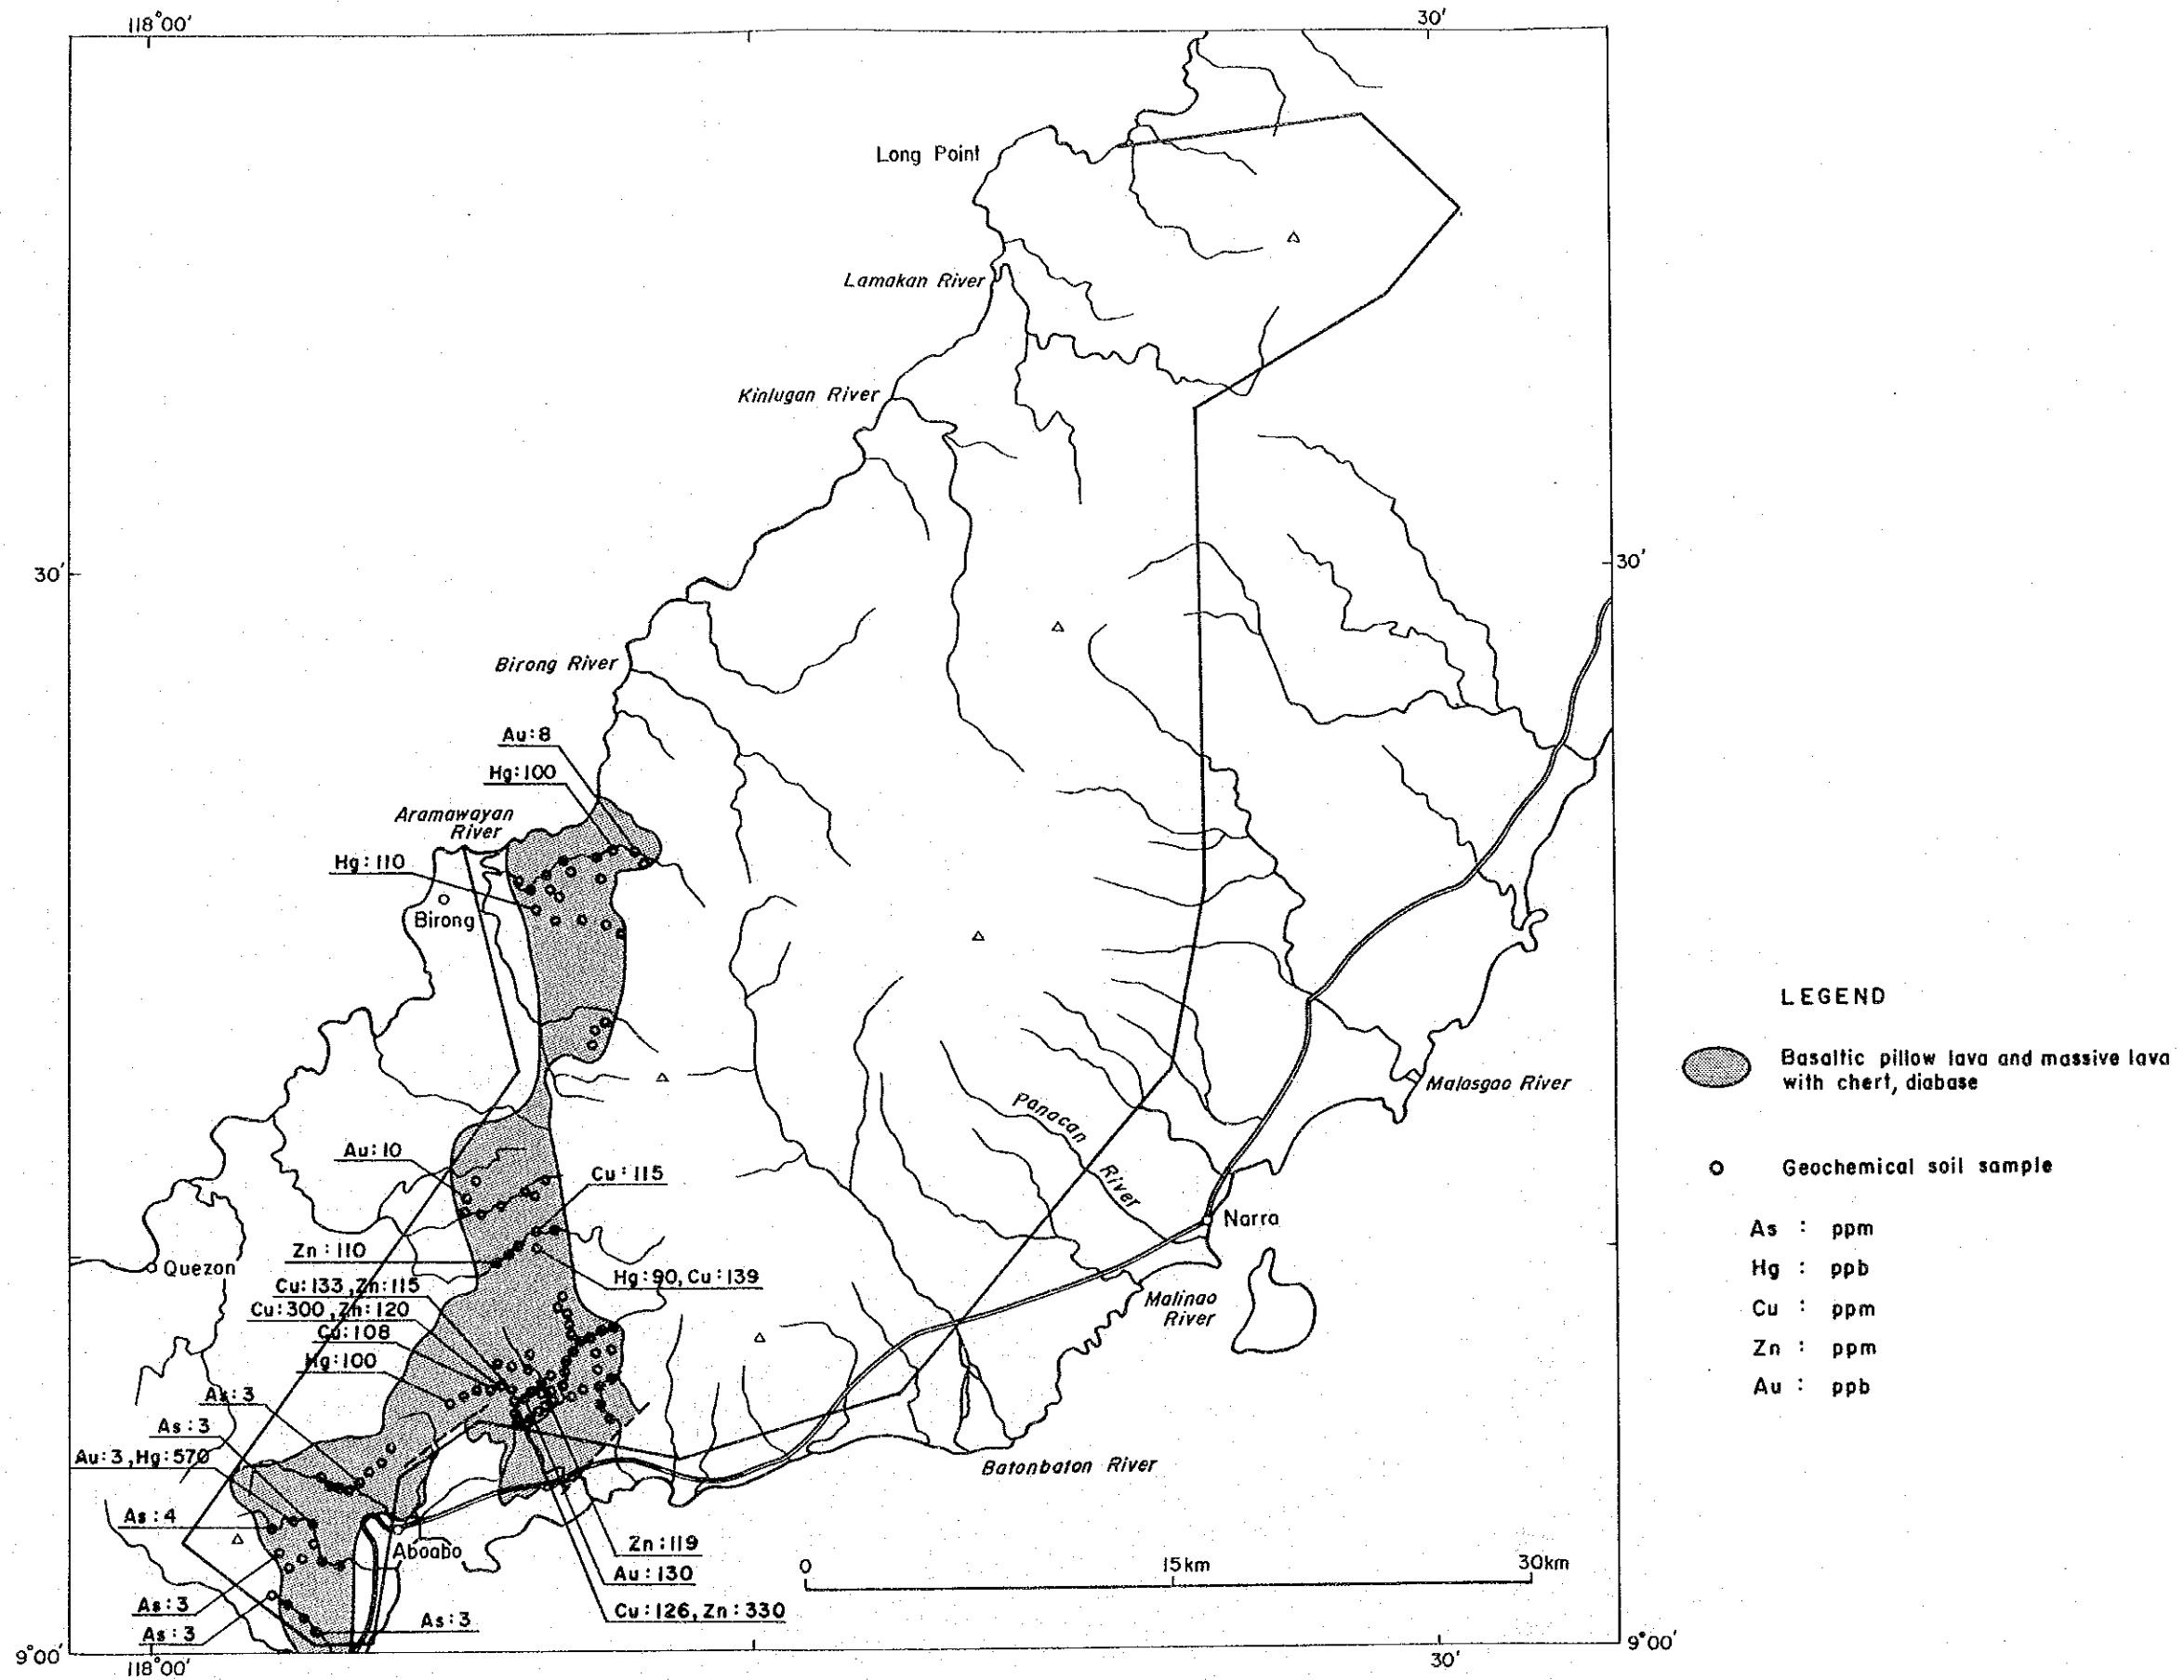 118°00'
30'
Long Point
Lamakan River
Kinlugan River
30'
30'
Birong River
Au:8
Hg:100
Aramawayan
River
Hg:110
Birong
LEGEND
Basaltic pillow lava and massive lava
with chert, diabase
Malasgao River
Panacan
River
Au:10
Cu:115
Geochemical soil sample
Narra
As : ppm
Zn:110
Quezon
Hg:90, Cu:139
Hg : ppb
Cu:133, Zn:115
Malinao
River
Cu:300, Zn:120
Cu : ppm
Cu:108
Zn : ppm
Hg:100
Au : ppb
As:3
As:3
Au:3, Hg:570
Batonbaton River
As:4
Aboabo
Zn:119
0
15km
30km
Au:130
As:3
Cu:126, Zn:330
As:3
As:3
9°00'
9°00'
118°00'
30'